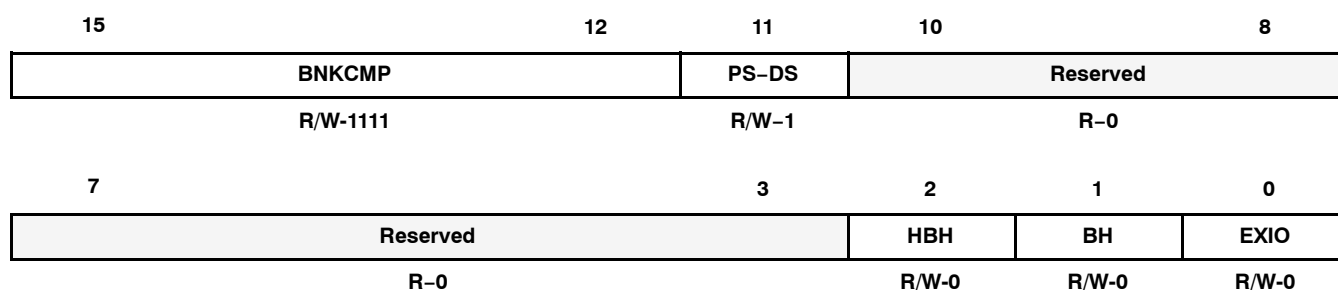 15 12 11 10 8
BNKCMP PS−DS Reserved
R/W-1111 R/W−1 R−0
7 3 2 1 0
Reserved HBH BH EXIO
R−0 R/W-0 R/W-0 R/W-0